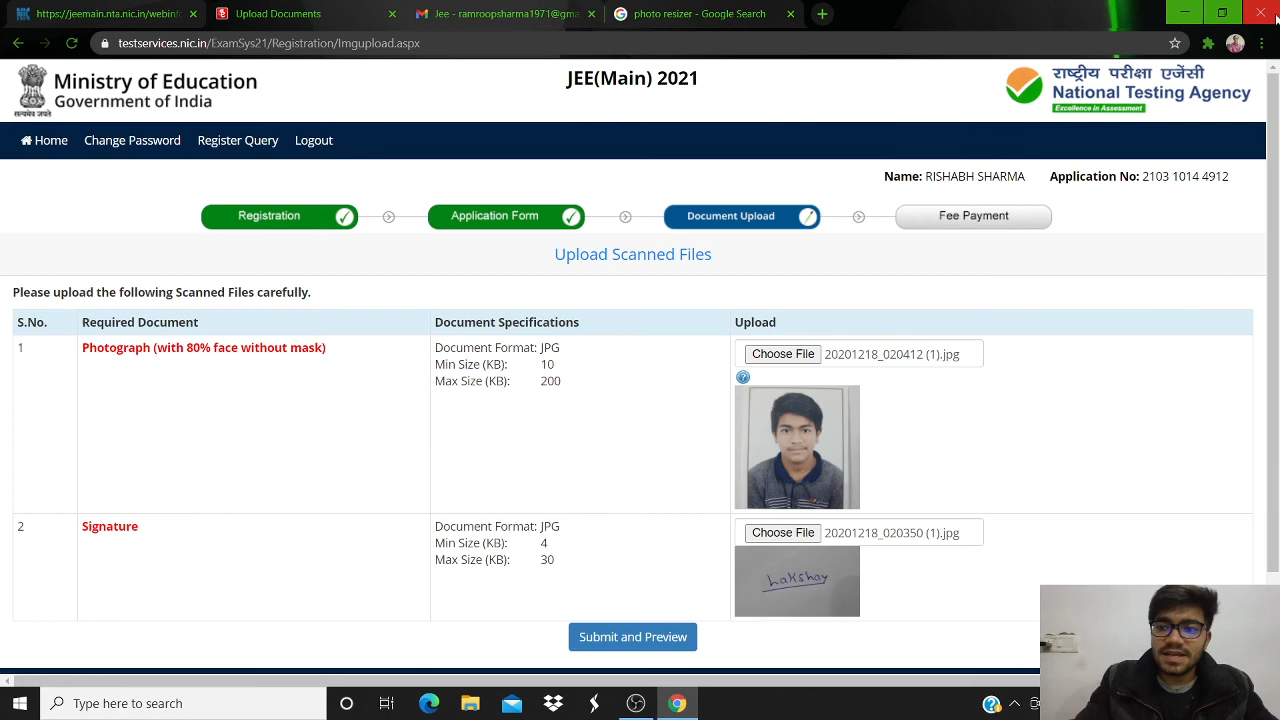 https://jeemain.nta.nic.in/webinfo
Upload Documents
Jee - ramroopsharma1971@gma
photo resizer - Google Search
testservices.nic.in/ExamSys21/Registration/Imgupload.aspx
सत्यमेव जयते
Ministry of Education
Government of India
JEE(Main) 2021
राष्ट्रीय परीक्षा एजेंसी
National Testing Agency
Excellence in Assessment
Home Change Password Register Query Logout
Name: RISHABH SHARMA Application No: 2103 1014 4912
Registration Application Form Document Upload Fee Payment
Upload Scanned Files
Please upload the following Scanned Files carefully.
S.No. Required Document Document Specifications Upload
1 Photograph (with 80% face without mask) Document Format: JPG Choose File 20201218_020412 (1).jpg
Min Size (KB): 10
Max Size (KB): 200
2 Signature Document Format: JPG Choose File 20201218_020350 (1).jpg
Min Size (KB): 4
Max Size (KB): 30
Lakshay
Submit and Preview
Type here to search